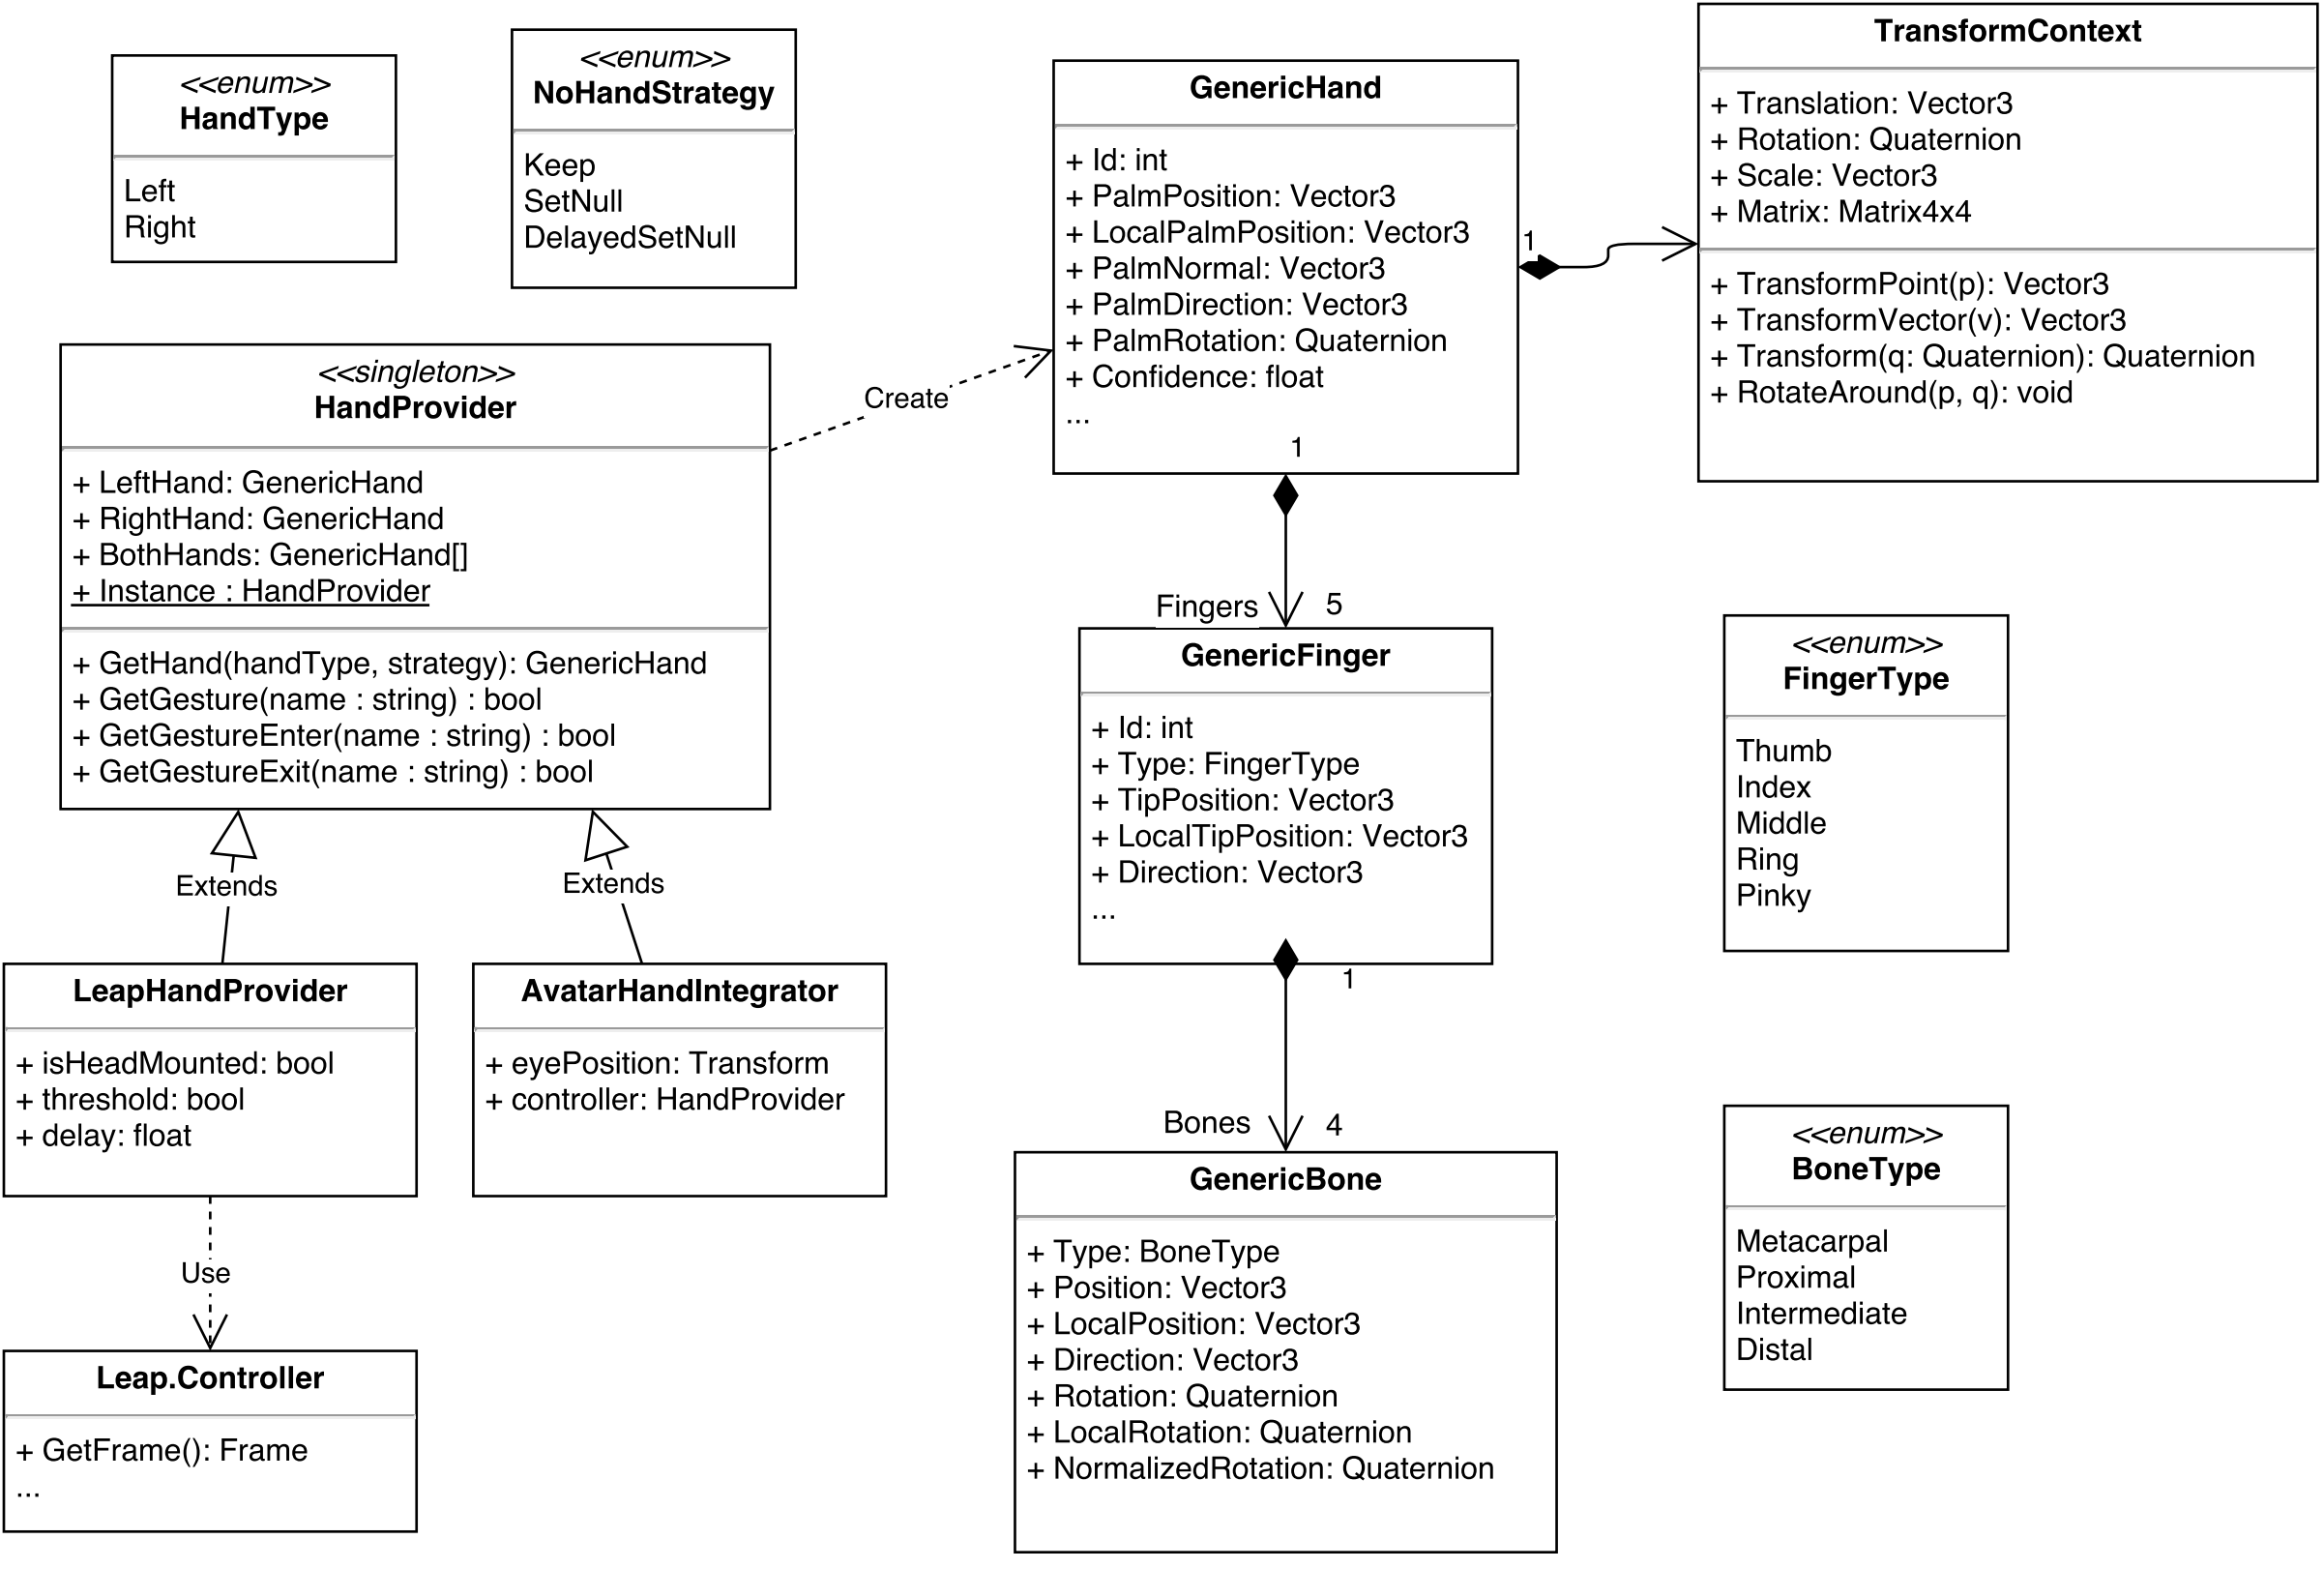 <<enum>>
HandType
Left
Right
<<enum>>
NoHandStrategy
Keep
SetNull
DelayedSetNull
GenericHand
+ Id: int
+ PalmPosition: Vector3
+ LocalPalmPosition: Vector3
+ PalmNormal: Vector3
+ PalmDirection: Vector3
+ PalmRotation: Quaternion
+ Confidence: float
...
1
1
TransformContext
+ Translation: Vector3
+ Rotation: Quaternion
+ Scale: Vector3
+ Matrix: Matrix4x4
+ TransformPoint(p): Vector3
+ TransformVector(v): Vector3
+ Transform(q: Quaternion): Quaternion
+ RotateAround(p, q): void
<<singleton>>
HandProvider
+ LeftHand: GenericHand
+ RightHand: GenericHand
+ BothHands: GenericHand[]
+ Instance : HandProvider
+ GetHand(handType, strategy): GenericHand
+ GetGesture(name : string) : bool
+ GetGestureEnter(name : string) : bool
+ GetGestureExit(name : string) : bool
Create
Extends
Extends
Fingers
5
GenericFinger
+ Id: int
+ Type: FingerType
+ TipPosition: Vector3
+ LocalTipPosition: Vector3
+ Direction: Vector3
...
1
<<enum>>
FingerType
Thumb
Index
Middle
Ring
Pinky
LeapHandProvider
+ isHeadMounted: bool
+ threshold: bool
+ delay: float
AvatarHandIntegrator
+ eyePosition: Transform
+ controller: HandProvider
Use
Leap.Controller
+ GetFrame(): Frame
...
Bones
4
GenericBone
+ Type: BoneType
+ Position: Vector3
+ LocalPosition: Vector3
+ Direction: Vector3
+ Rotation: Quaternion
+ LocalRotation: Quaternion
+ NormalizedRotation: Quaternion
<<enum>>
BoneType
Metacarpal
Proximal
Intermediate
Distal